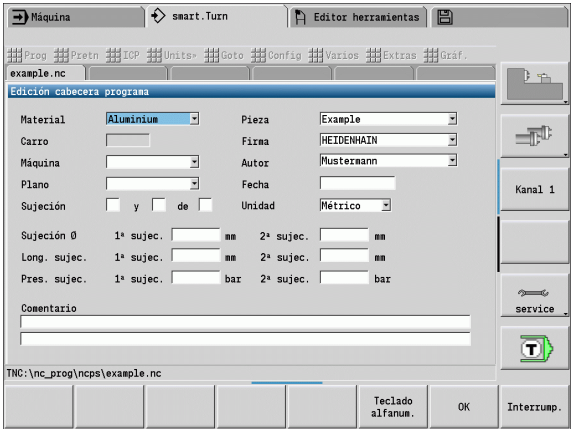 Máquina smart.Turn Editor herramientas
Prog Pretn ICP Units» Goto Config Varios Extras Gráf.
example.nc
Edición cabecera programa
Material Aluminium Pieza Example
Carro Firma HEIDENHAIN
Máquina Autor Mustermann
Plano Fecha
Sujeción y de Unidad Métrico
Kanal 1
Sujeción Ø 1ª sujec. mm 2ª sujec. mm
Long. sujec. 1ª sujec. mm 2ª sujec. mm
Pres. sujec. 1ª sujec. bar 2ª sujec. bar
service
Comentario
T
TNC:\nc_prog\ncps\example.nc
Teclado alfanum. OK Interrump.